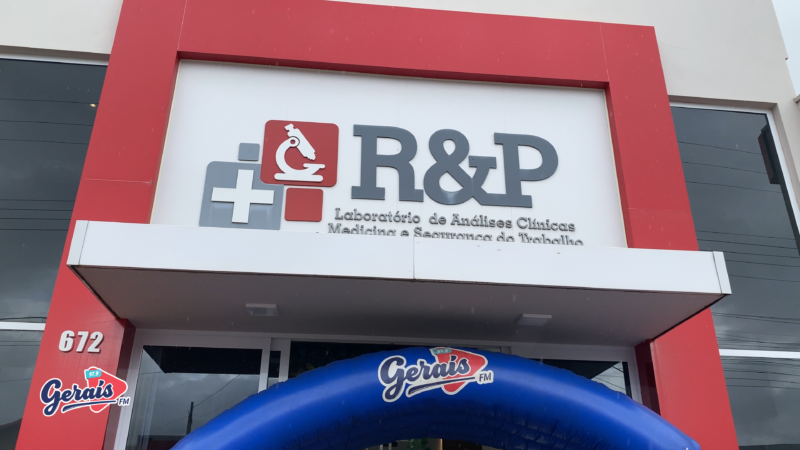 R&P
Laboratório de Análises Clínicas
Medicina e Segurança do Trabalho
672
Gerais FM
Gerais FM